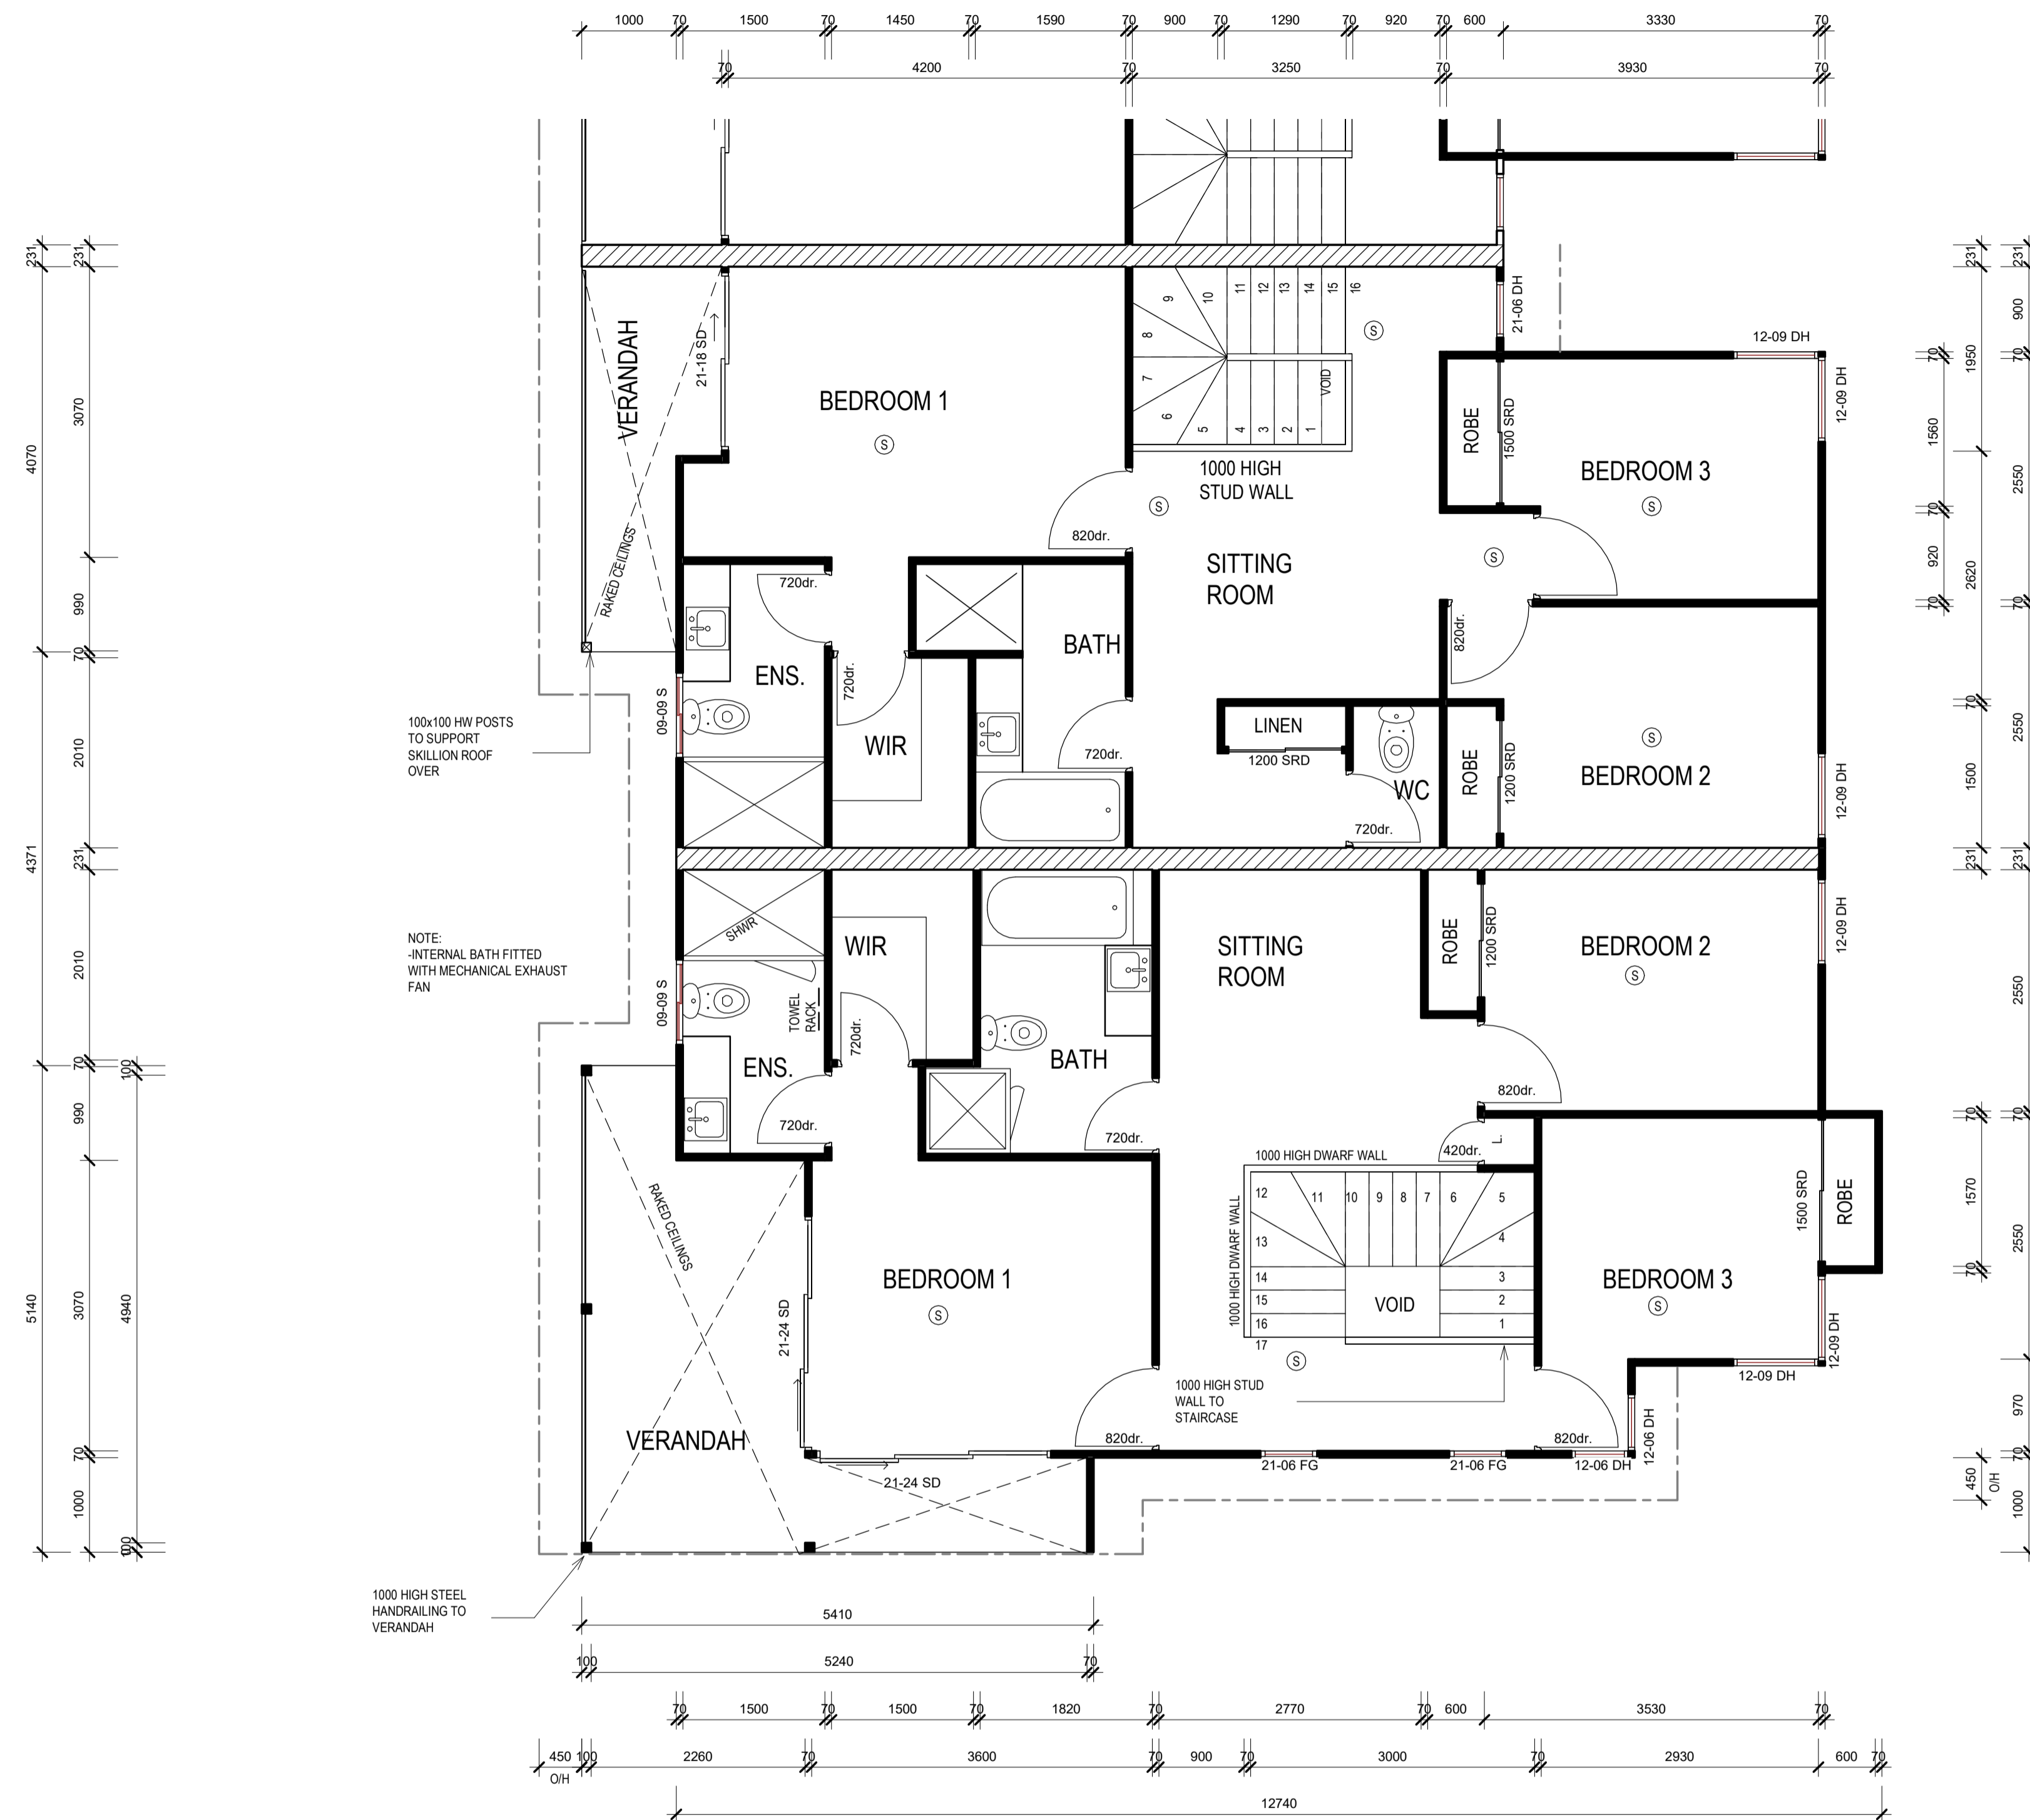 1000 70 1500 70 1450 70 1590 70 900 70 1290 70 920 70 600 3330 70
70 4200 70 3250 70 3930 70
231 231
4070 3070
990
70
4371 2010
231
2010
70 100
990
5140 3070 4940
70
1000
100
VERANDAH
21-18 SD
RAKED CEILINGS
BEDROOM 1
S
820dr.
9 10 11 12 13 14 15 16
8
7
6 5 4 3 2 1
VOID
S
1000 HIGH
STUD WALL
S
SITTING
ROOM
S
21-06 DH
12-09 DH
12-09 DH
ROBE
1500 SRD
BEDROOM 3
S
820dr.
720dr.
ENS.
09-09 S
720dr.
WIR
BATH
720dr.
LINEN
1200 SRD
WC
720dr.
ROBE
1200 SRD
S
BEDROOM 2
12-09 DH
100x100 HW POSTS
TO SUPPORT
SKILLION ROOF
OVER
NOTE:
-INTERNAL BATH FITTED
WITH MECHANICAL EXHAUST
FAN
SHWR
09-09 S
TOWEL
RACK
ENS.
720dr.
WIR
720dr.
BATH
720dr.
SITTING
ROOM
ROBE
1200 SRD
BEDROOM 2
S
12-09 DH
820dr.
420dr.
L.
1000 HIGH DWARF WALL
1000 HIGH DWARF WALL
12 11 10 9 8 7 6 5
13 4
14 3
15 2
16 1
17
VOID
S
1000 HIGH STUD
WALL TO
STAIRCASE
BEDROOM 3
S
1500 SRD
ROBE
12-09 DH
12-09 DH
12-06 DH
820dr.
12-06 DH
21-06 FG
21-06 FG
RAKED CEILINGS
VERANDAH
21-24 SD
BEDROOM 1
S
820dr.
21-24 SD
1000 HIGH STEEL
HANDRAILING TO
VERANDAH
231 231
900
70 1950 70
1560 2550
70
920 2620
70 70
70
1500 2550
231 231
2550
70 70
1570 2550
70
970
70
450
O/H
1000
5410
100 5240 70
70 1500 70 1500 70 1820 70 2770 70 600 3530 70
450 100 2260 70 3600 70 900 70 3000 70 2930 600 70
O/H
12740